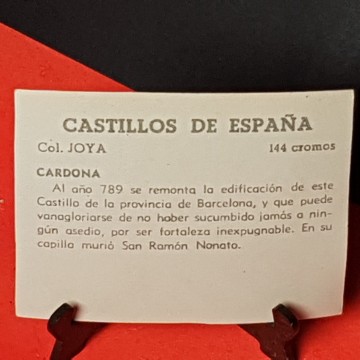 CASTILLOS DE ESPAÑA
Col. JOYA 144 cromos
CARDONA
Al año 789 se remonta la edificación de este
Castillo de la provincia de Barcelona, y que puede
vanagloriarse de no haber sucumbido jamás a nin-
gún asedio, por ser fortaleza inexpugnable. En su
capilla murió San Ramón Nonato.